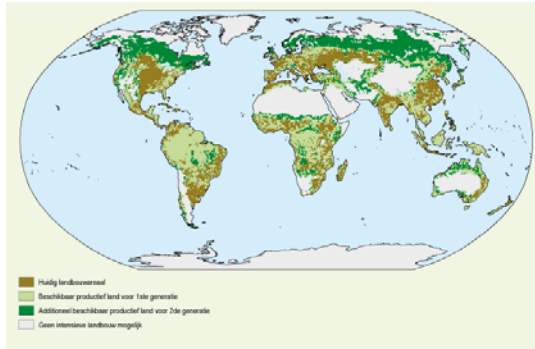 Huidig landbouwareaal
Beschikbaar productief land voor 1ste generatie
Additioneel beschikbaar productief land voor 2de generatie
Geen intensieve landbouw mogelijk